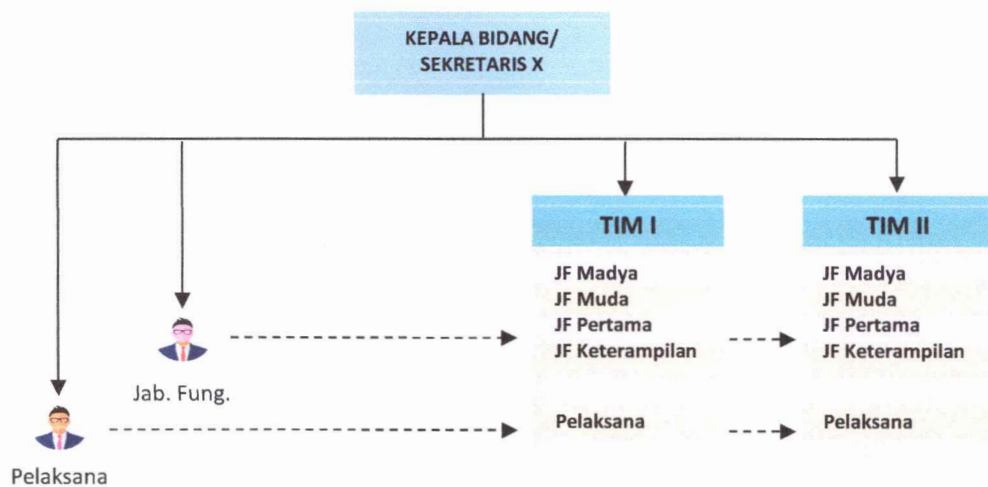 KEPALA BIDANG/
SEKRETARIS X
TIM I
JF Madya
JF Muda
JF Pertama
JF Keterampilan
Pelaksana
TIM II
JF Madya
JF Muda
JF Pertama
JF Keterampilan
Pelaksana
Jab. Fung.
Pelaksana